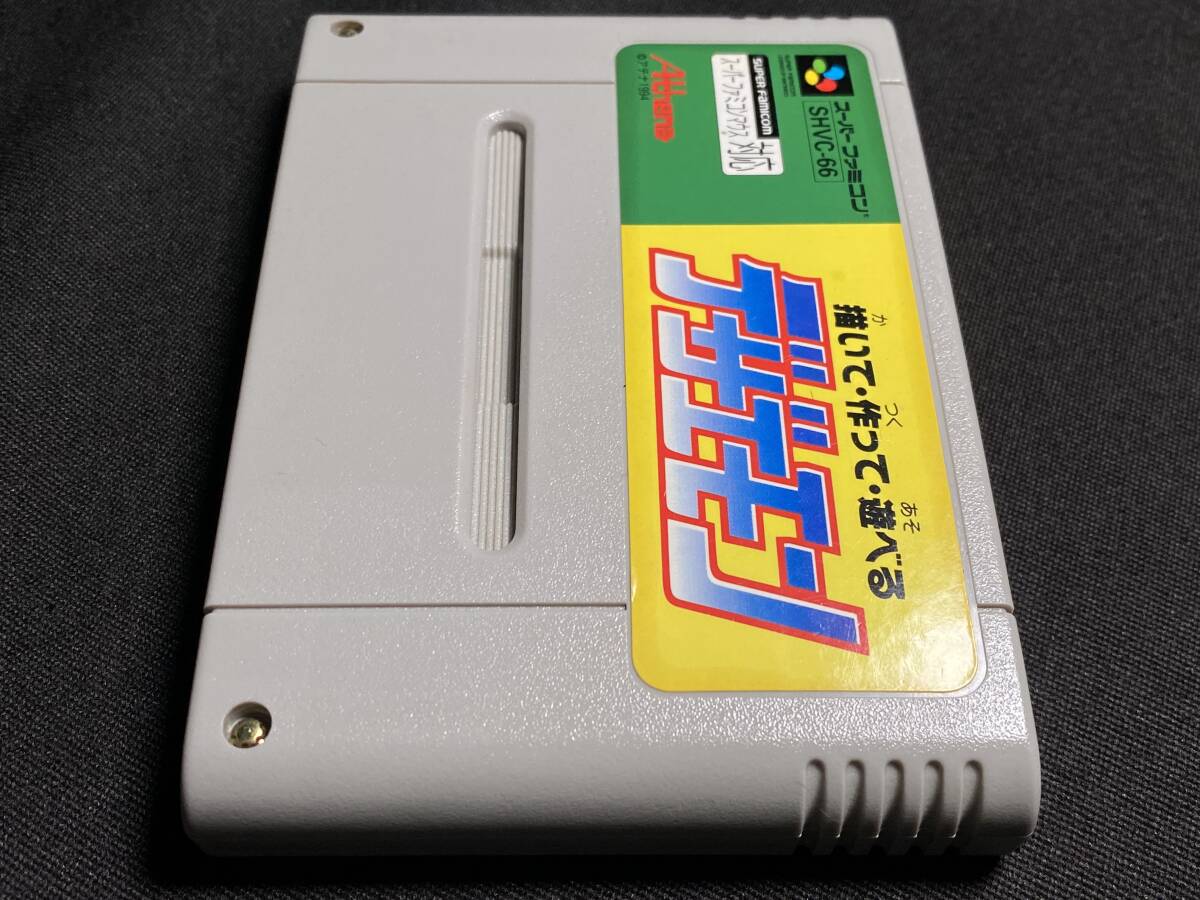 スーパーファミコン
SHVC-66
SUPER Famicom
スーパーファミコンマウス対応
Athena
©アテナ1994
か つく あそ
描いて・作って・遊べる
デザエモン